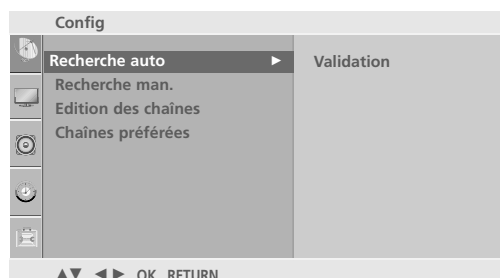 Config
Recherche auto ► Validation
Recherche man.
Edition des chaînes
Chaînes préférées
▲▼ ◄► OK RETURN